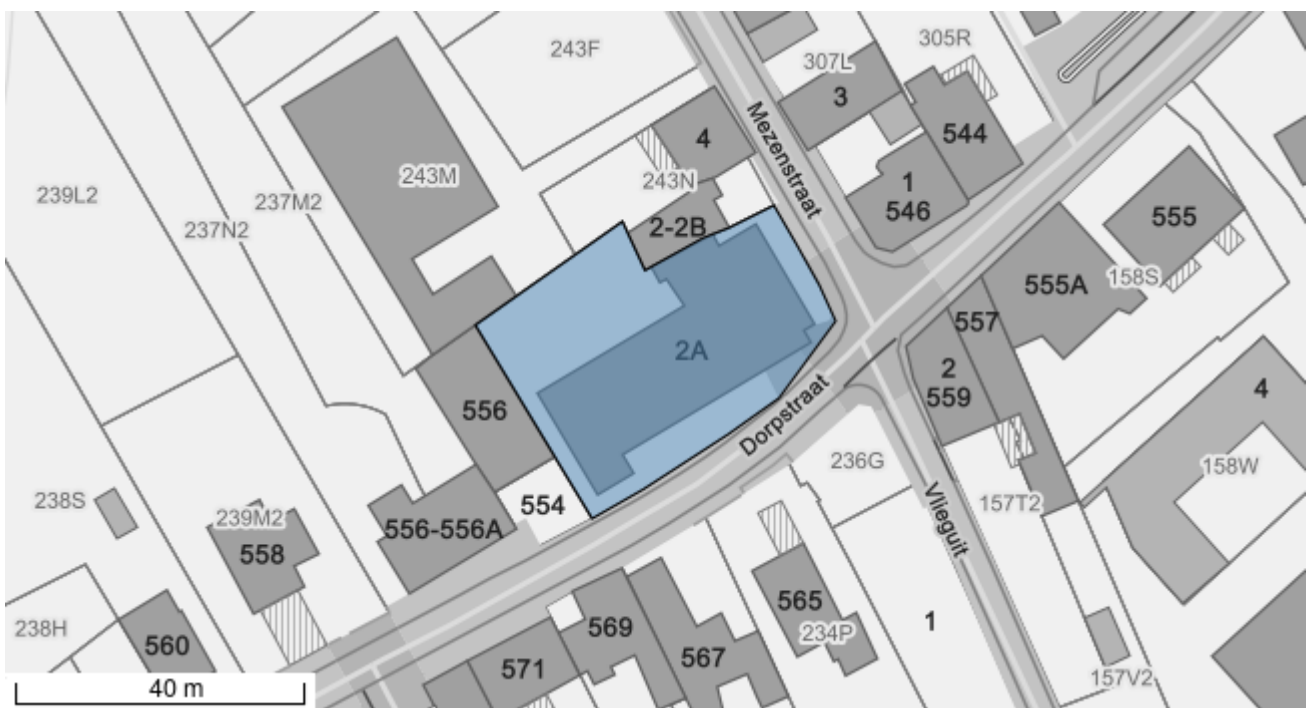 243F
305R
307L
3
Mezenstraat
4
544
243M
243N
1
546
239L2
237M2
237N2
2-2B
555
158S
555A
557
2A
2
559
4
556
Dorpstraat
236G
158W
238S
554
157T2
239M2
556-556A
Vlieguit
558
565
1
238H
560
569
234P
571
567
157V2
40 m